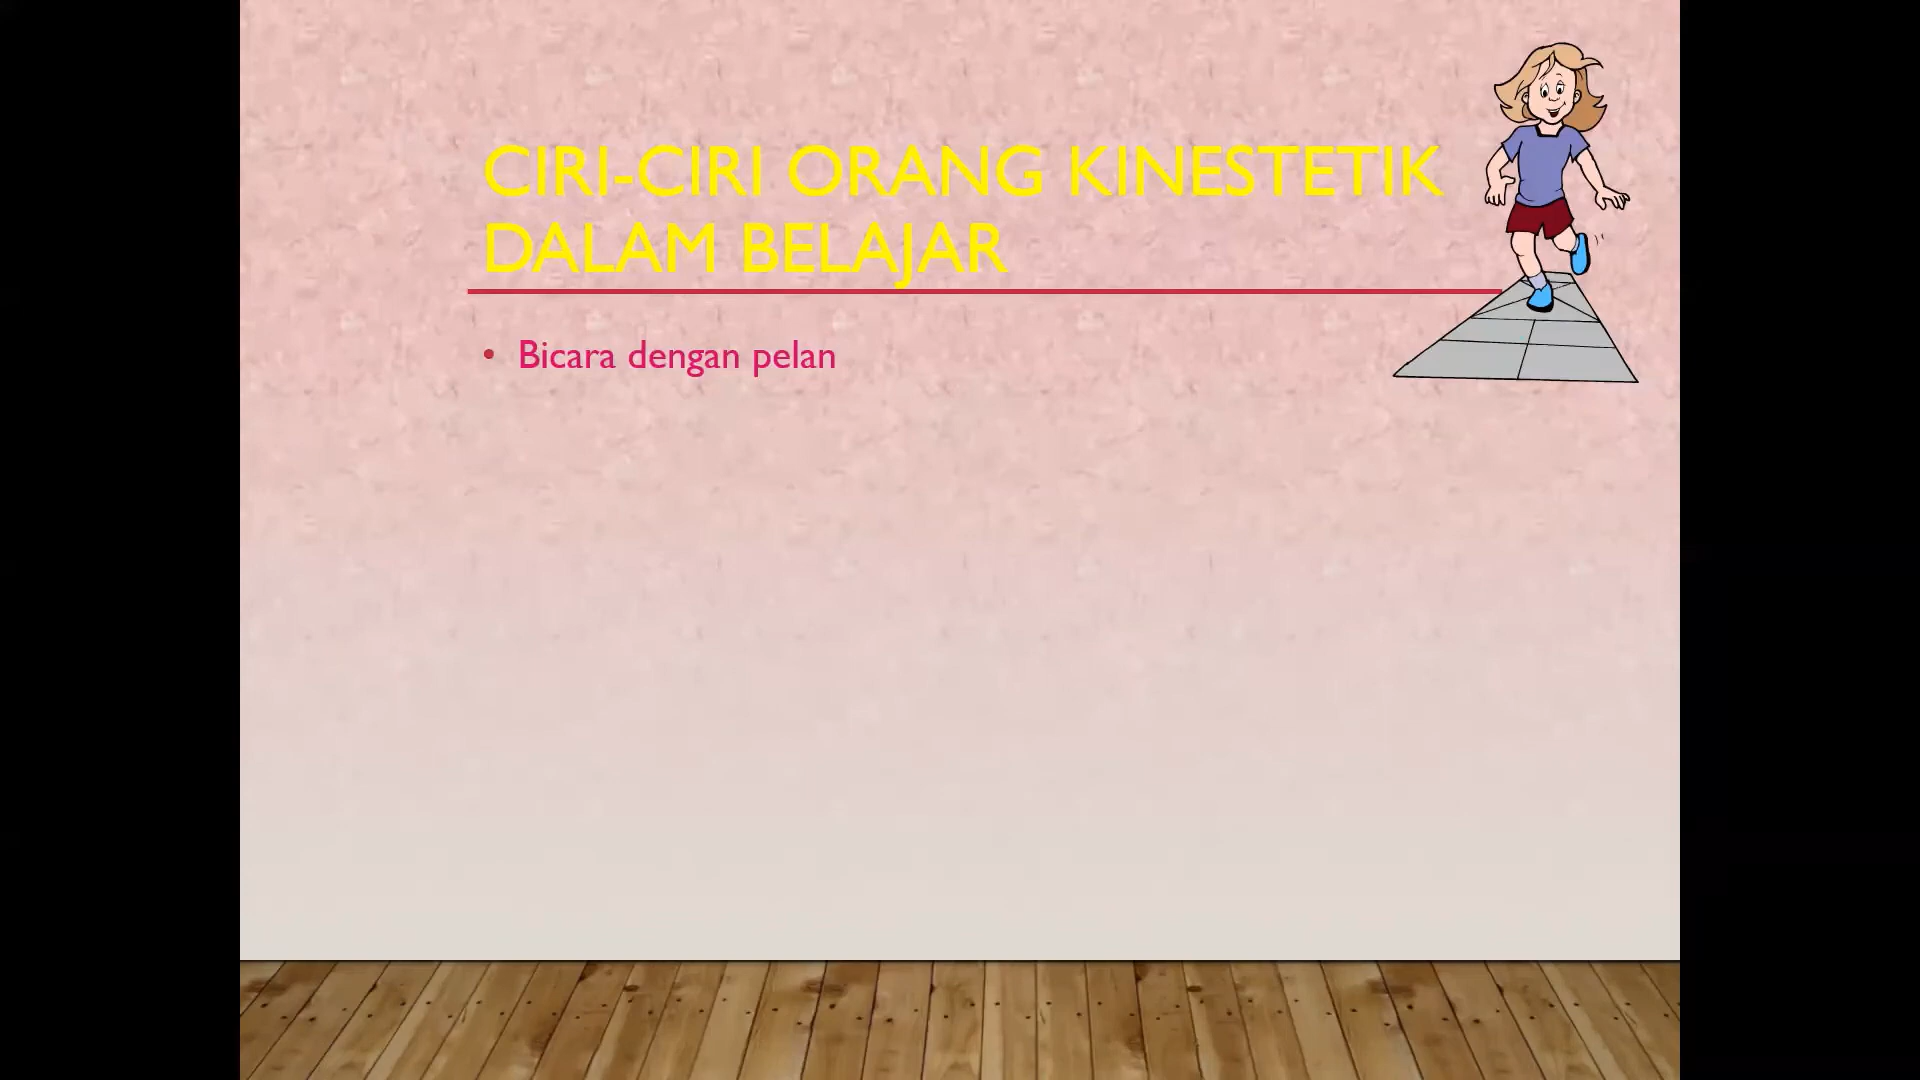 CIRI-CIRI ORANG KINESTETIK
DALAM BELAJAR
• Bicara dengan pelan